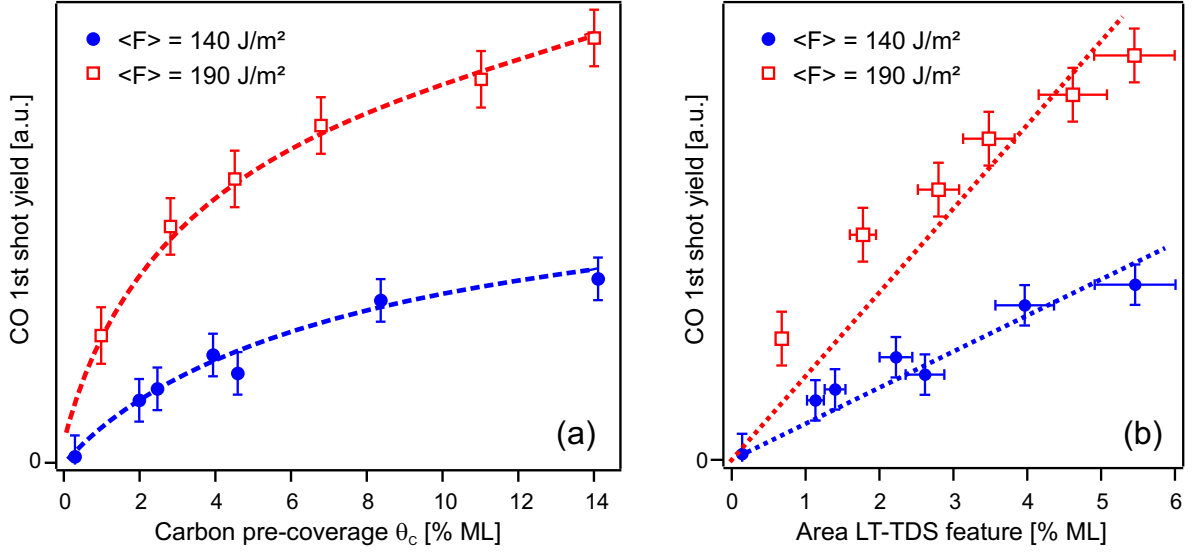 <F> = 140 J/m²
<F> = 190 J/m²
CO 1st shot yield [a.u.]
(a)
0
0 2 4 6 8 10 12 14
Carbon pre-coverage θc [% ML]
<F> = 140 J/m²
<F> = 190 J/m²
CO 1st shot yield [a.u.]
(b)
0
0 1 2 3 4 5 6
Area LT-TDS feature [% ML]